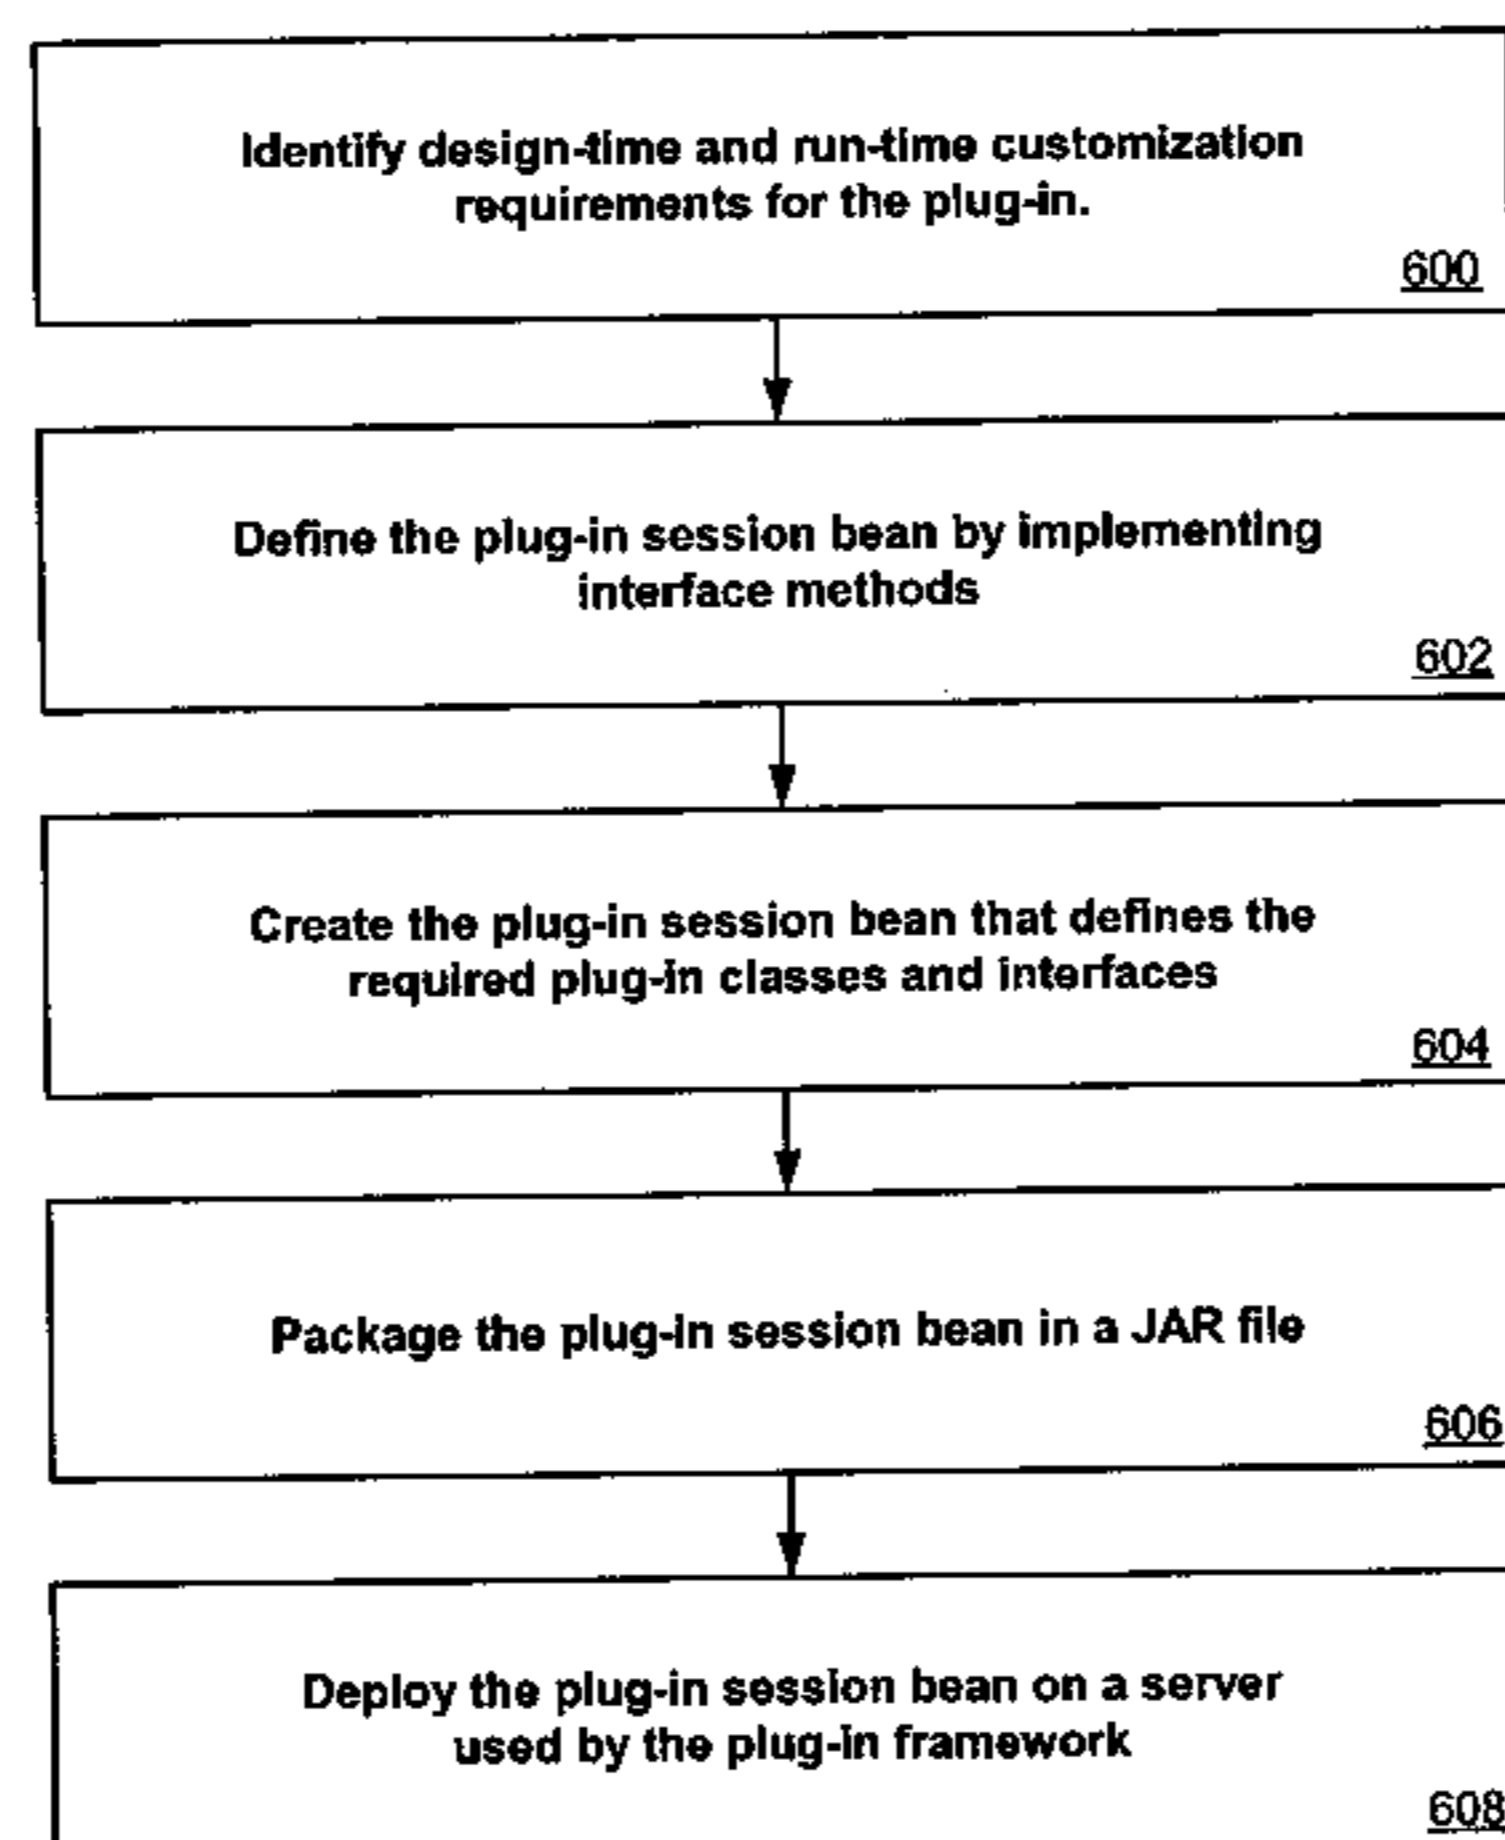 Identify design-time and run-time customization
requirements for the plug-in.
600
Define the plug-in session bean by implementing
interface methods
602
Create the plug-in session bean that defines the
required plug-in classes and interfaces
604
Package the plug-in session bean in a JAR file
606
Deploy the plug-in session bean on a server
used by the plug-in framework
608